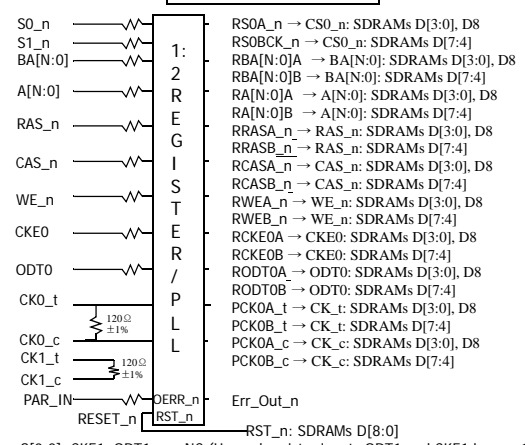 S0_n
S1_n
BA[N:0]
A[N:0]
RAS_n
CAS_n
WE_n
CKE0
ODT0
CK0_t
120Ω
±1%
CK0_c
CK1_t
120Ω
±1%
CK1_c
PAR_IN
RESET_n
1:
2
R
E
G
I
S
T
E
R
/
P
L
L
OERR_n
RST_n
RS0A_n → CS0_n: SDRAMs D[3:0], D8
RS0BCK_n → CS0_n: SDRAMs D[7:4]
RBA[N:0]A → BA[N:0]: SDRAMs D[3:0], D8
RBA[N:0]B → BA[N:0]: SDRAMs D[7:4]
RA[N:0]A → A[N:0]: SDRAMs D[3:0], D8
RA[N:0]B → A[N:0]: SDRAMs D[7:4]
RRASA_n → RAS_n: SDRAMs D[3:0], D8
RRASB_n → RAS_n: SDRAMs D[7:4]
RCASA_n → CAS_n: SDRAMs D[3:0], D8
RCASB_n → CAS_n: SDRAMs D[7:4]
RWEA_n → WE_n: SDRAMs D[3:0], D8
RWEB_n → WE_n: SDRAMs D[7:4]
RCKE0A → CKE0: SDRAMs D[3:0], D8
RCKE0B → CKE0: SDRAMs D[7:4]
RODT0A → ODT0: SDRAMs D[3:0], D8
RODT0B → ODT0: SDRAMs D[7:4]
PCK0A_t → CK_t: SDRAMs D[3:0], D8
PCK0B_t → CK_t: SDRAMs D[7:4]
PCK0A_c → CK_c: SDRAMs D[3:0], D8
PCK0B_c → CK_c: SDRAMs D[7:4]
Err_Out_n
RST_n: SDRAMs D[8:0]